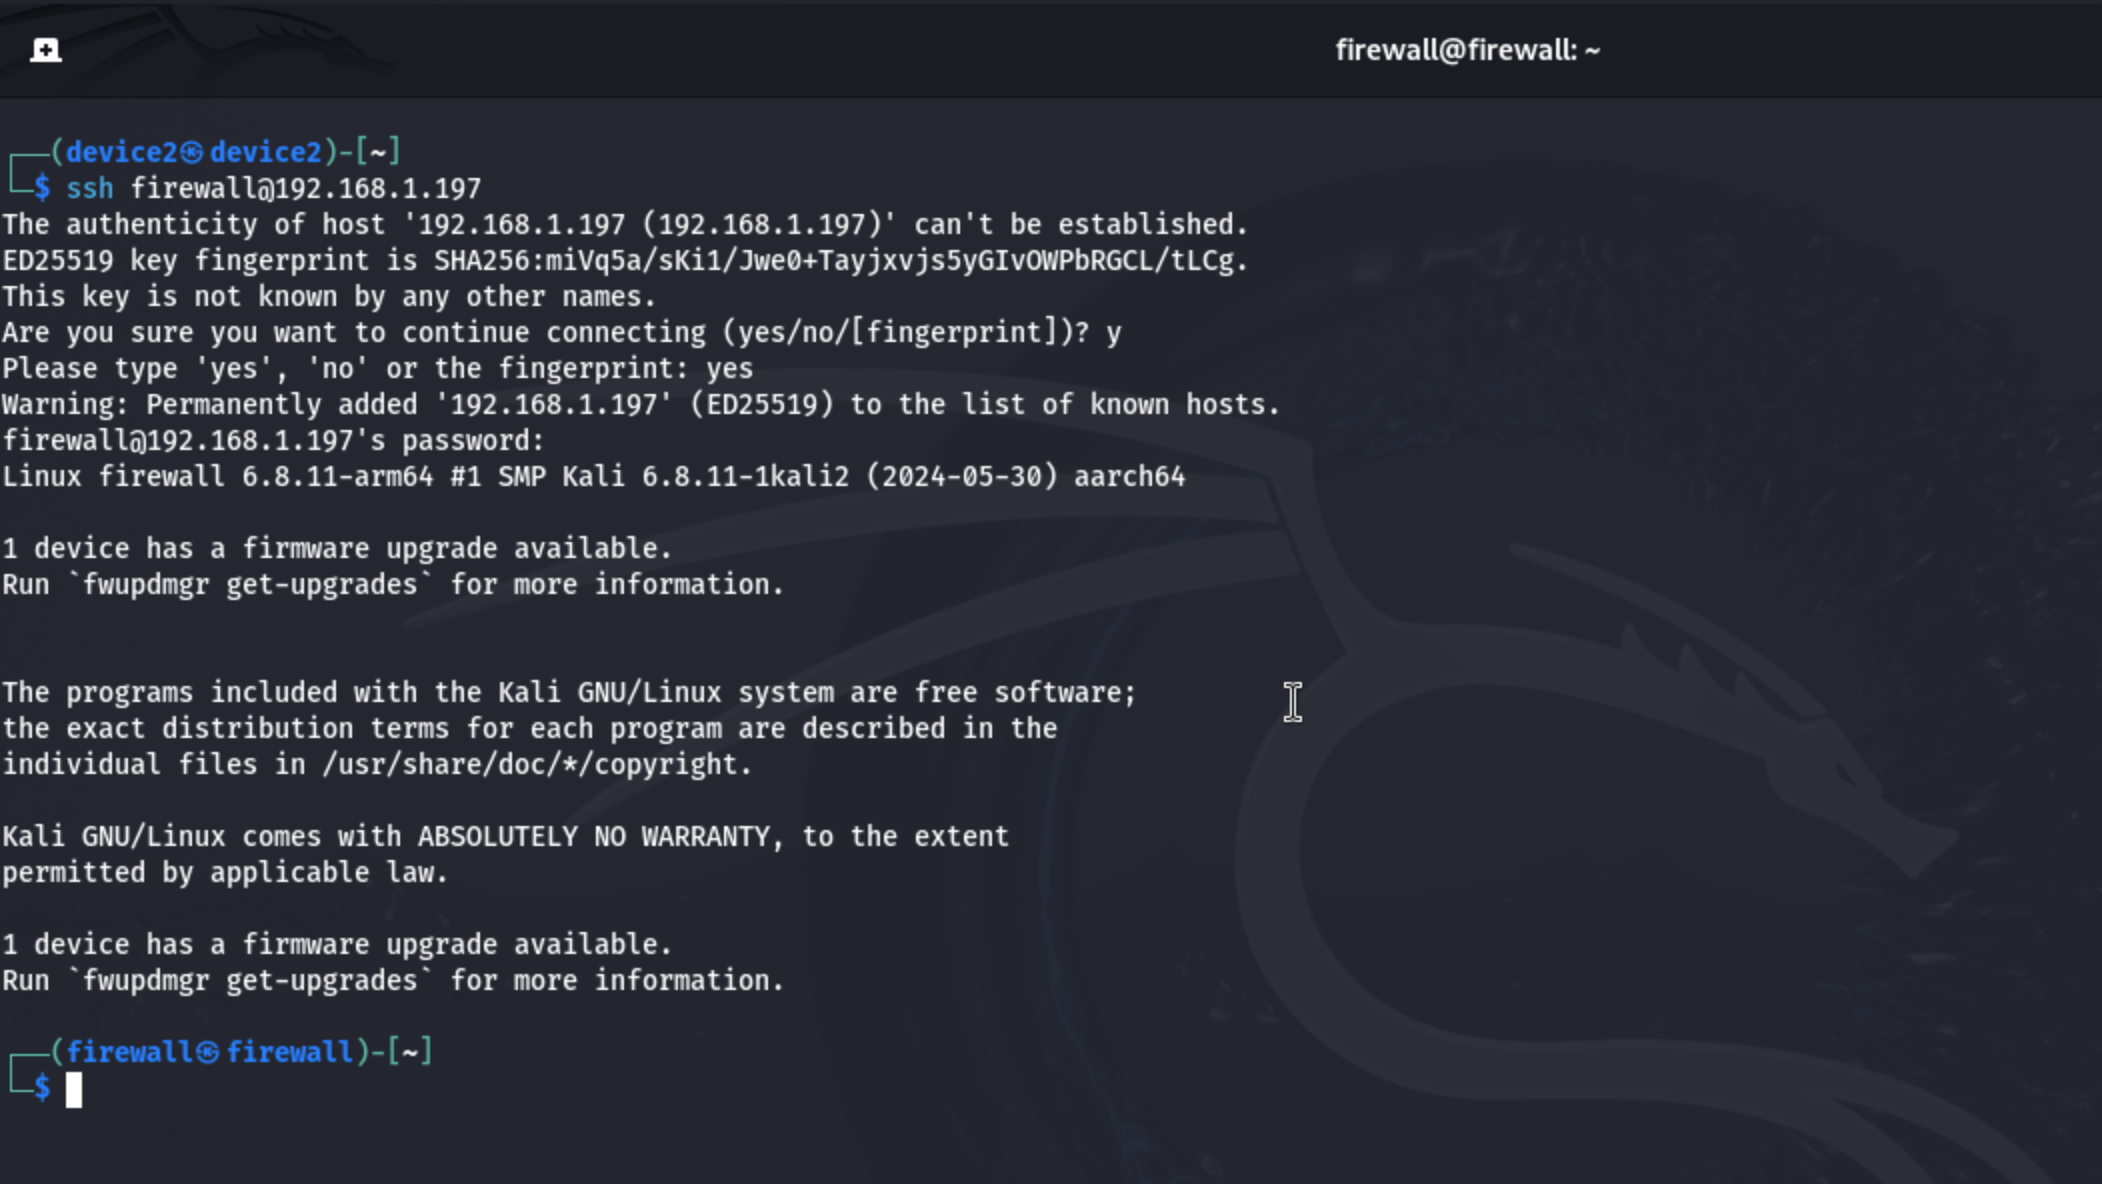 firewall@firewall: ~
┌──(device2㉿device2)-[~]
└─$ ssh firewall@192.168.1.197
The authenticity of host '192.168.1.197 (192.168.1.197)' can't be established.
ED25519 key fingerprint is SHA256:miVq5a/sKi1/Jwe0+Tayjxvjs5yGIvOWPbRGCL/tLCg.
This key is not known by any other names.
Are you sure you want to continue connecting (yes/no/[fingerprint])? y
Please type 'yes', 'no' or the fingerprint: yes
Warning: Permanently added '192.168.1.197' (ED25519) to the list of known hosts.
firewall@192.168.1.197's password:
Linux firewall 6.8.11-arm64 #1 SMP Kali 6.8.11-1kali2 (2024-05-30) aarch64
1 device has a firmware upgrade available.
Run `fwupdmgr get-upgrades` for more information.
The programs included with the Kali GNU/Linux system are free software;
the exact distribution terms for each program are described in the
individual files in /usr/share/doc/*/copyright.
Kali GNU/Linux comes with ABSOLUTELY NO WARRANTY, to the extent
permitted by applicable law.
1 device has a firmware upgrade available.
Run `fwupdmgr get-upgrades` for more information.
┌──(firewall㉿firewall)-[~]
└─$